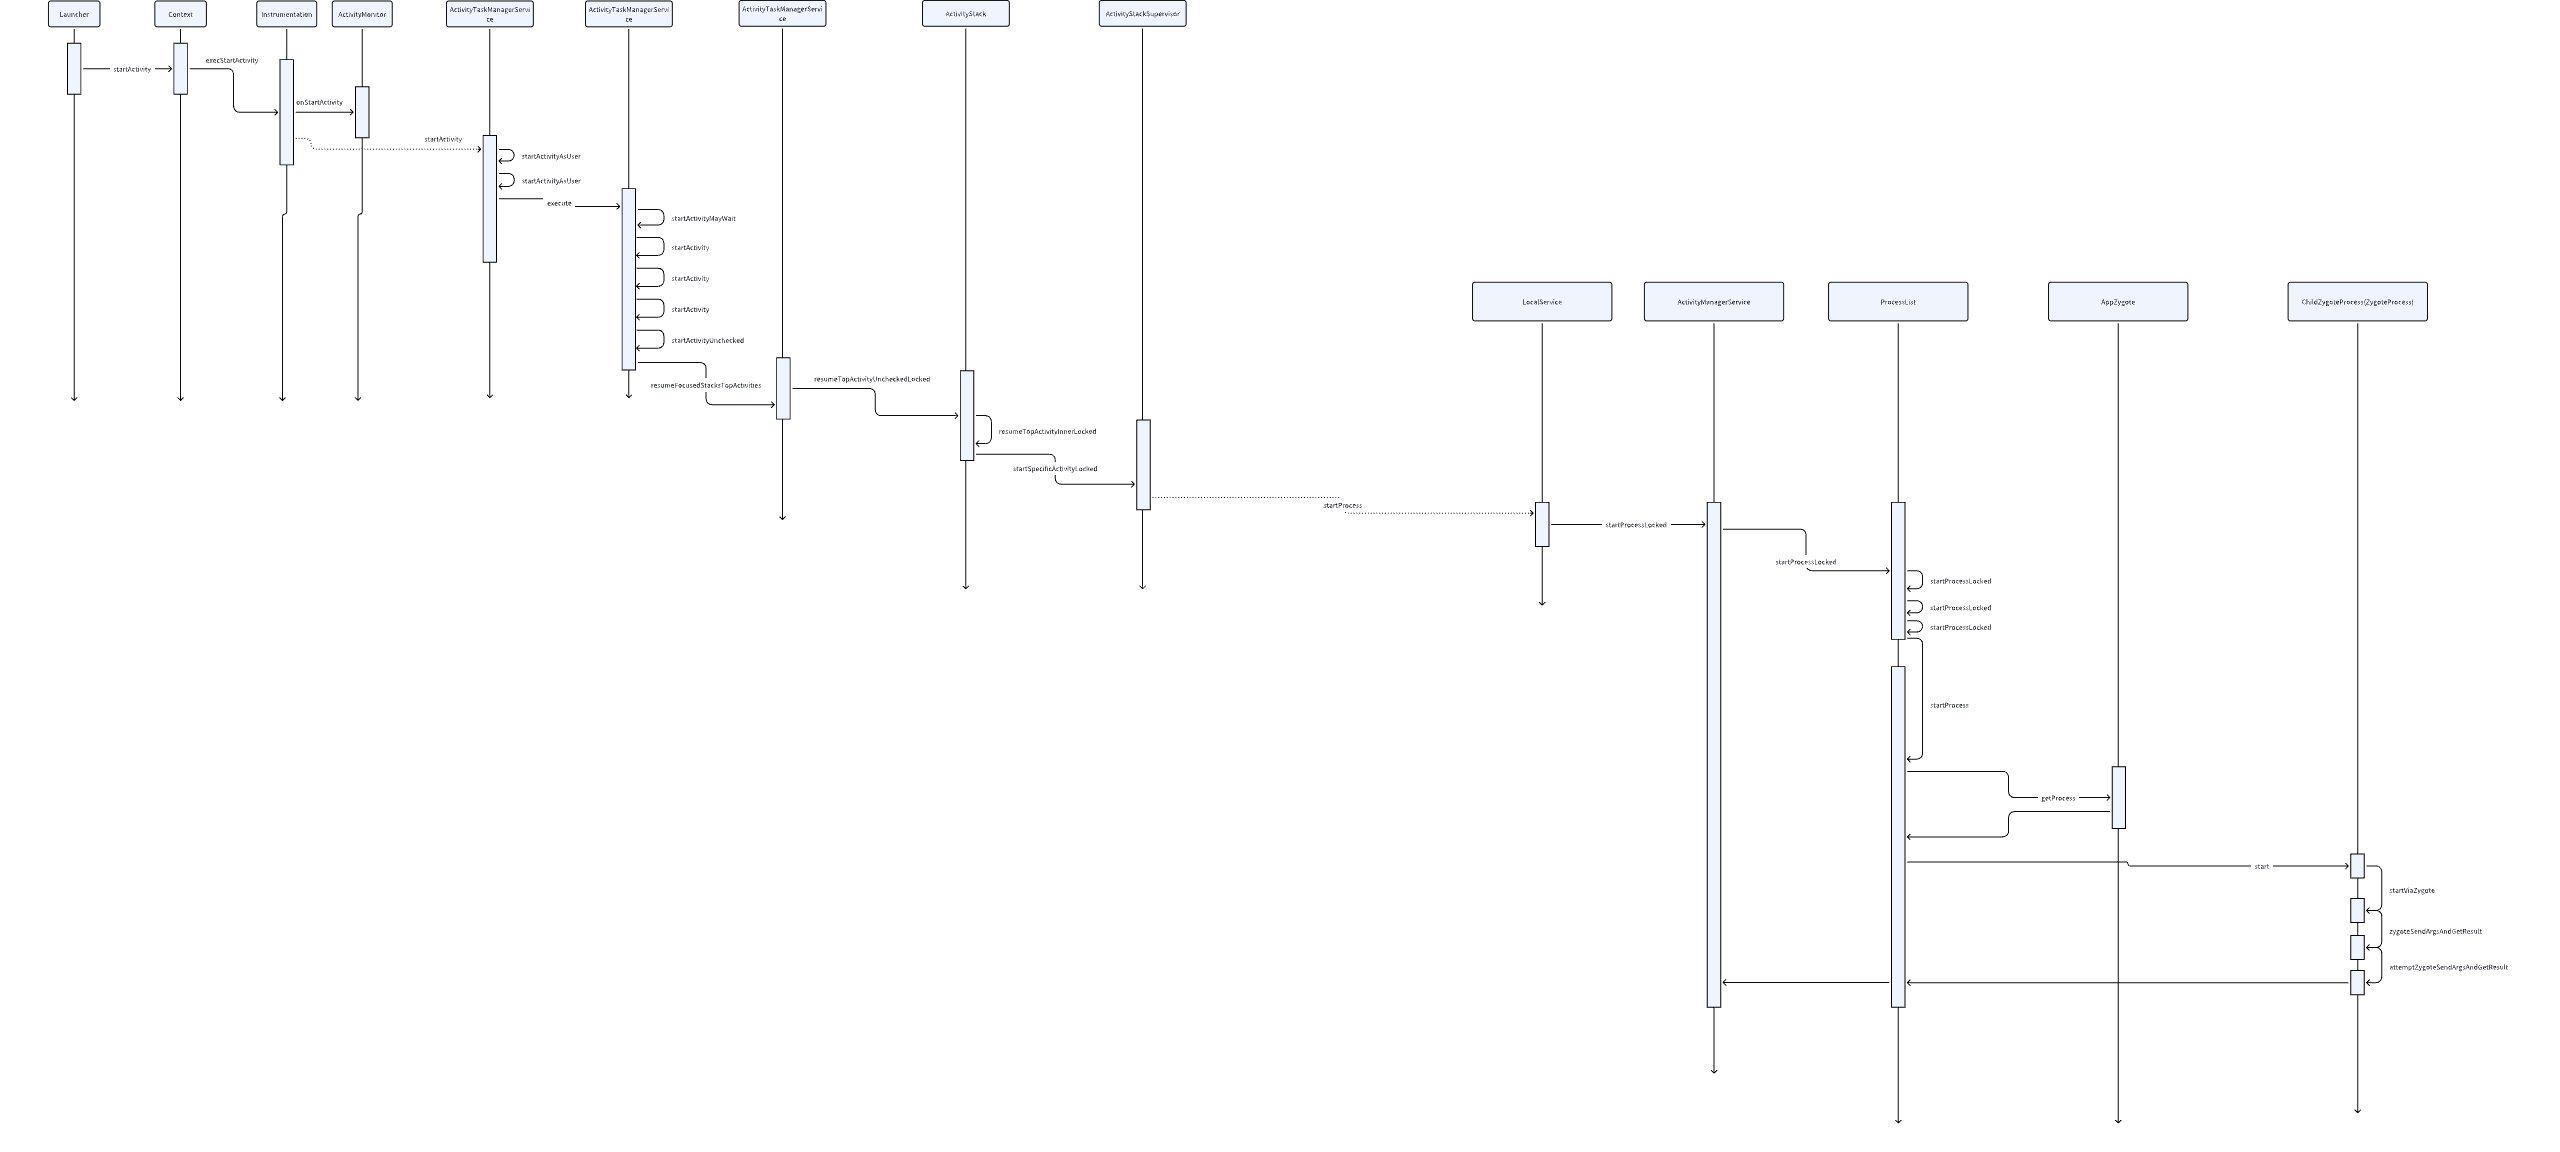 Launcher
Context
Instrumentation
ActivityMonitor
ActivityTaskManagerServi
ce
ActivityTaskManagerServi
ce
ActivityTaskManagerServi
ce
ActivityStack
ActivityStackSupervisor
startActivity
execStartActivity
onStartActivity
startActivity
startActivityAsUser
startActivityAsUser
execute
startActivityMayWait
startActivity
startActivity
startActivity
startActivityUnchecked
resumeFocusedStacksTopActivities
resumeTopActivityUncheckedLocked
resumeTopActivityInnerLocked
startSpecificActivityLocked
startProcess
LocalService
ActivityManagerService
ProcessList
AppZygote
ChildZygoteProcess(ZygoteProcess)
startProcessLocked
startProcessLocked
startProcessLocked
startProcessLocked
startProcessLocked
startProcess
getProcess
start
startViaZygote
zygoteSendArgsAndGetResult
attemptZygoteSendArgsAndGetResult